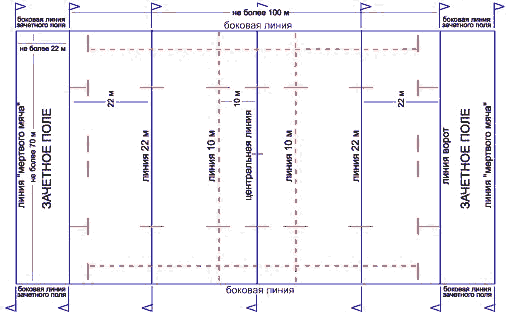 боковая линия
зачетного поля
не более 100 м
7
боковая линия
зачетного поля
боковая линия
не более 22 м
линия "мертвого мяча"
не более 70 м
ЗАЧЕТНОЕ ПОЛЕ
22 м
линия 22 м
линия 10 м
10 м
центральная линия
линия 10 м
линия 22 м
22 м
линия ворот
ЗАЧЕТНОЕ ПОЛЕ
линия "мертвого мяча"
боковая линия
зачетного поля
боковая линия
боковая линия
зачетного поля